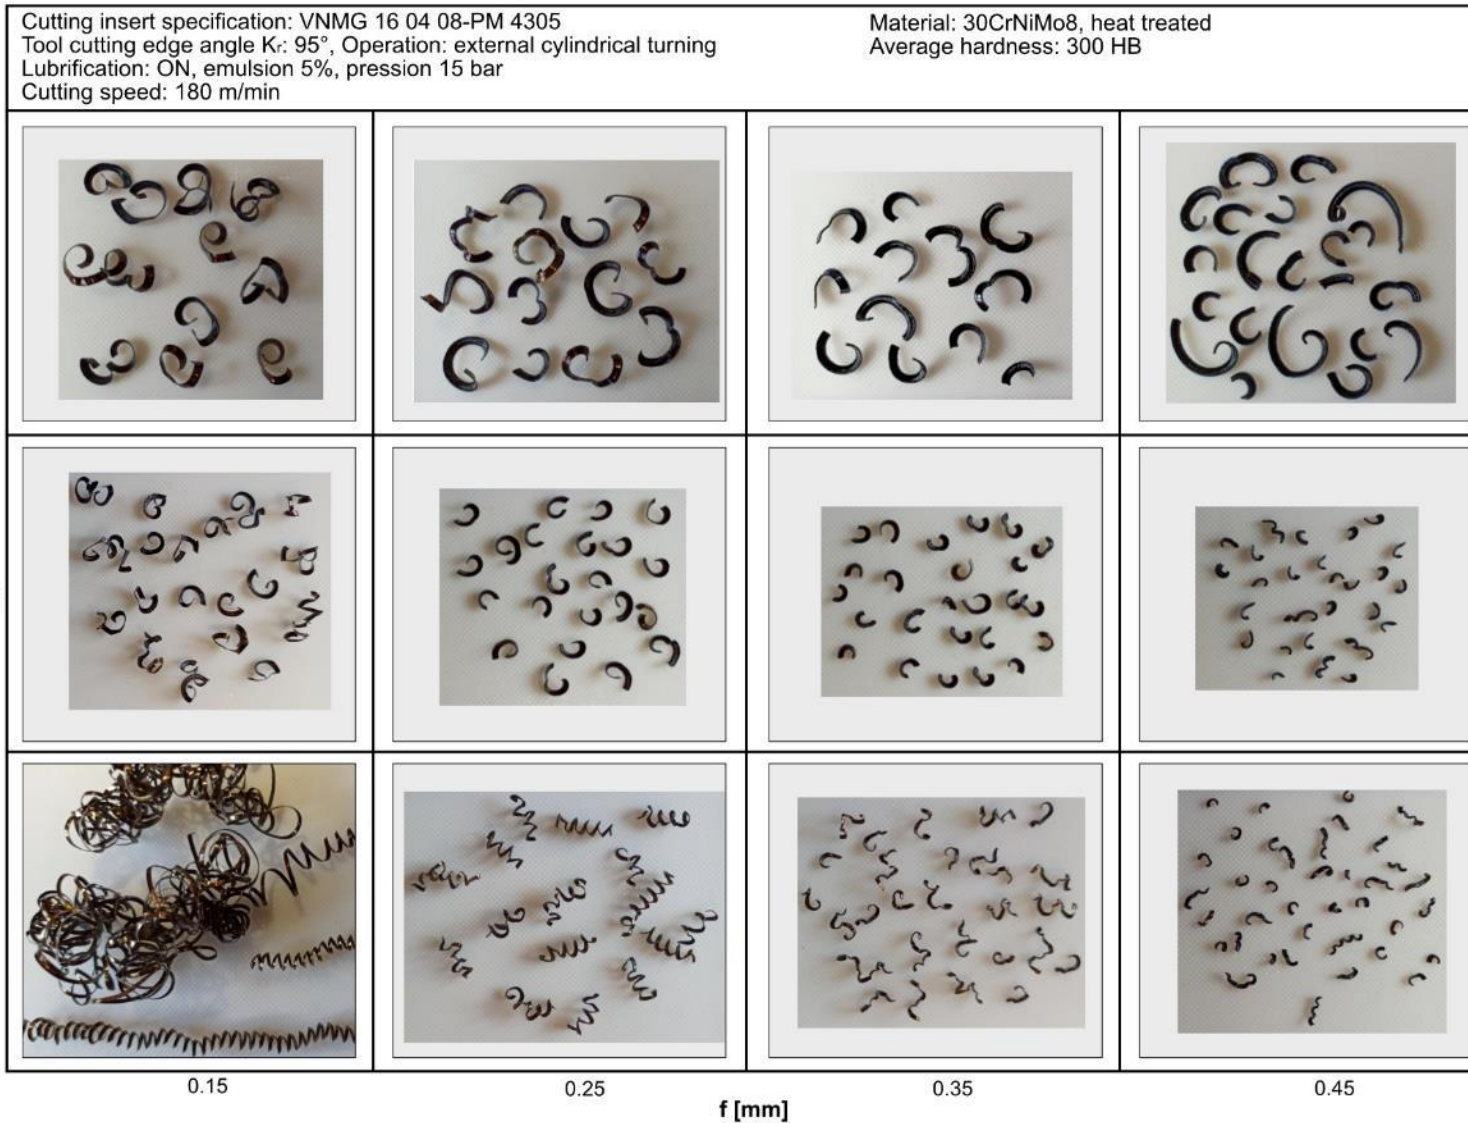 Cutting insert specification: VNMG 16 04 08-PM 4305
Tool cutting edge angle Kr: 95°, Operation: external cylindrical turning
Lubrification: ON, emulsion 5%, pression 15 bar
Cutting speed: 180 m/min
Material: 30CrNiMo8, heat treated
Average hardness: 300 HB
0.15 0.25 0.35 0.45
f [mm]